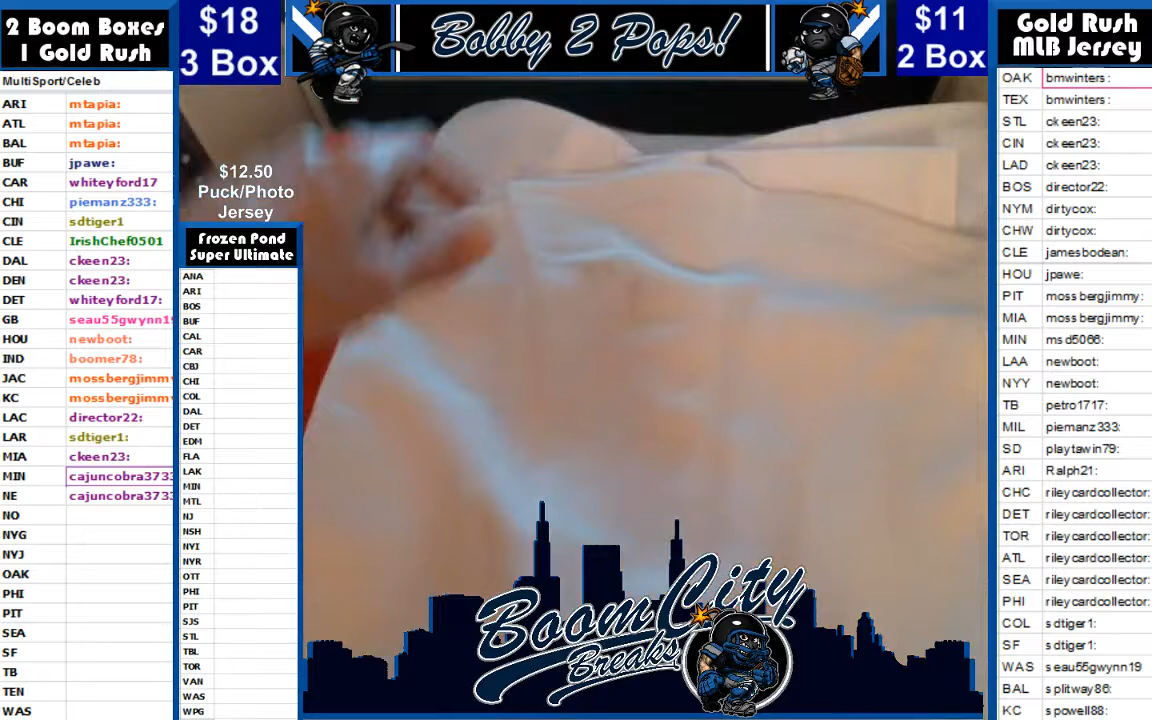 2 Boom Boxes
1 Gold Rush
MultiSport/Celeb
ARI mtapia:
ATL mtapia:
BAL mtapia:
BUF jpawe:
CAR whiteyford17
CHI piemanz333:
CIN sdtiger1
CLE IrishChef0501
DAL ckeen23:
DEN ckeen23:
DET whiteyford17:
GB seau55gwynn19
HOU newboot:
IND boomer78:
JAC mossbergjimmy
KC mossbergjimmy
LAC director22:
LAR sdtiger1:
MIA ckeen23:
MIN cajuncobra3733
NE cajuncobra3733
NO
NYG
NYJ
OAK
PHI
PIT
SEA
SF
TB
TEN
WAS
$18
3 Box
Bobby 2 Pops!
$11
2 Box
$12.50
Puck/Photo
Jersey
Frozen Pond
Super Ultimate
ANA
ARI
BOS
BUF
CAL
CAR
CBJ
CHI
COL
DAL
DET
EDM
FLA
LAK
MIN
MTL
NJ
NSH
NYI
NYR
OTT
PHI
PIT
SJS
STL
TBL
TOR
VAN
WAS
WPG
Boom City
Breaks
Gold Rush
MLB Jersey
OAK bmwinters:
TEX bmwinters:
STL ckeen23:
CIN ckeen23:
LAD ckeen23:
BOS director22:
NYM dirtycox:
CHW dirtycox:
CLE jamesbodean:
HOU jpawe:
PIT mossbergjimmy:
MIA mossbergjimmy:
MIN msd5066:
LAA newboot:
NYY newboot:
TB petro1717:
MIL piemanz333:
SD playtawin79:
ARI Ralph21:
CHC rileycardcollector:
DET rileycardcollector:
TOR rileycardcollector:
ATL rileycardcollector:
SEA rileycardcollector:
PHI rileycardcollector:
COL sdtiger1:
SF sdtiger1:
WAS seau55gwynn19
BAL splitway86:
KC spowell88: